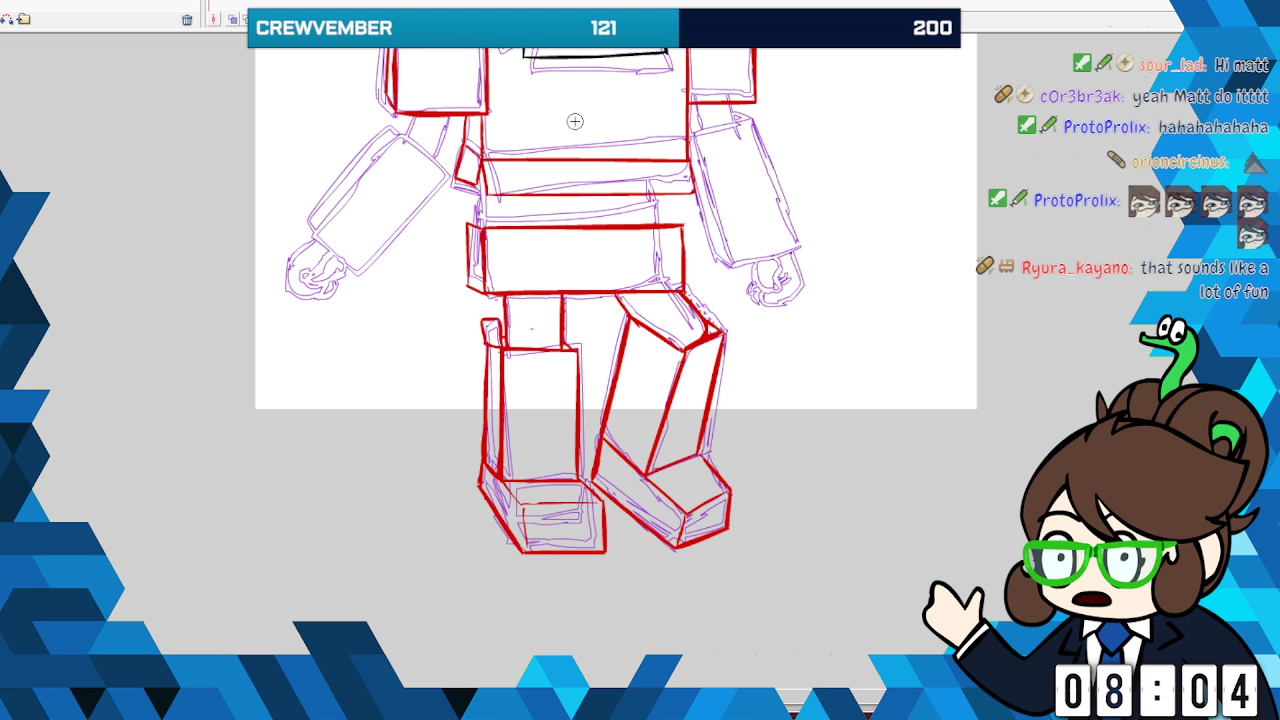 CREWVEMBER 121 200
sour_lad: Hi matt
c0r3br3ak: yeah Matt do itttt
ProtoProlix: hahahahahaha
orioncircinus:
ProtoProlix:
Ryura_kayano: that sounds like a
lot of fun
08:04